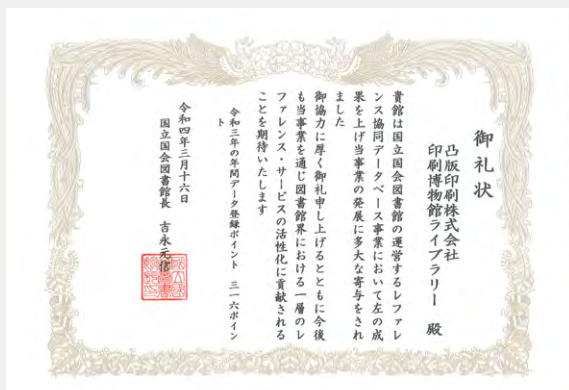 御礼状
凸版印刷株式会社
印刷博物館ライブラリー 殿
貴館は国立国会図書館の運営するレファレ
ンス協同データベース事業において左の成
果を上げ当事業の発展に多大な寄与をされ
ました
御協力に厚く御礼申し上げるとともに今後
も当事業を通じ図書館界における一層のレ
ファレンス・サービスの活性化に貢献される
ことを期待いたします
令和三年の年間データ登録ポイント 三一六ポイン
ト
令和四年三月十六日
国立国会図書館長 吉永元信